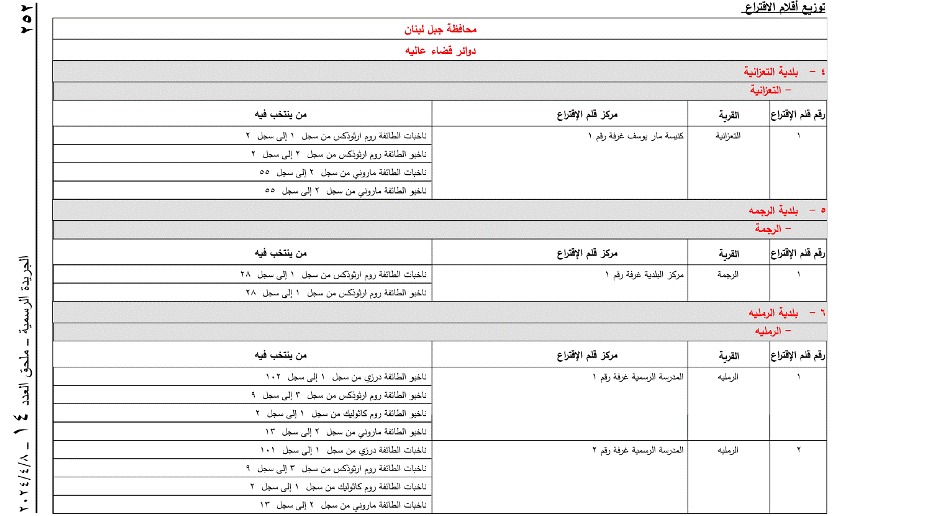 توزيع أقلام الاقتراع
٢٥٢
محافظة جبل لبنان
دوائر قضاء عاليه
٤ - بلدية التعزانية
- التعزانية
رقم قلم الإقتراع القرية مركز قلم الإقتراع من ينتخب فيه
١ التعزانية كنيسة مار يوسف غرفة رقم ١ ناخبات الطائفة روم ارثوذكس من سجل ١ إلى سجل ٢
ناخبو الطائفة روم ارثوذكس من سجل ٢ إلى سجل ٢
ناخبات الطائفة ماروني من سجل ٢ إلى سجل ٥٥
ناخبو الطائفة ماروني من سجل ٢ إلى سجل ٥٥
٥ - بلدية الرجمه
- الرجمة
رقم قلم الإقتراع القرية مركز قلم الإقتراع من ينتخب فيه
١ الرجمة مركز البلدية غرفة رقم ١ ناخبات الطائفة روم ارثوذكس من سجل ١ إلى سجل ٢٨
ناخبو الطائفة روم ارثوذكس من سجل ١ إلى سجل ٢٨
٦ - بلدية الرمليه
- الرمليه
رقم قلم الإقتراع القرية مركز قلم الإقتراع من ينتخب فيه
١ الرمليه المدرسة الرسمية غرفة رقم ١ ناخبو الطائفة درزي من سجل ١ إلى سجل ١٠٢
ناخبو الطائفة روم ارثوذكس من سجل ٣ إلى سجل ٩
ناخبو الطائفة روم كاثوليك من سجل ١ إلى سجل ٢
ناخبو الطائفة ماروني من سجل ٢ إلى سجل ١٣
٢ الرمليه المدرسة الرسمية غرفة رقم ٢ ناخبات الطائفة درزي من سجل ١ إلى سجل ١٠١
ناخبات الطائفة روم ارثوذكس من سجل ٣ إلى سجل ٩
ناخبات الطائفة روم كاثوليك من سجل ١ إلى سجل ٢
ناخبات الطائفة ماروني من سجل ٢ إلى سجل ١٣
الجريدة الرسمية – ملحق العدد ١٤ – ٢٠٢٤/٤/٨